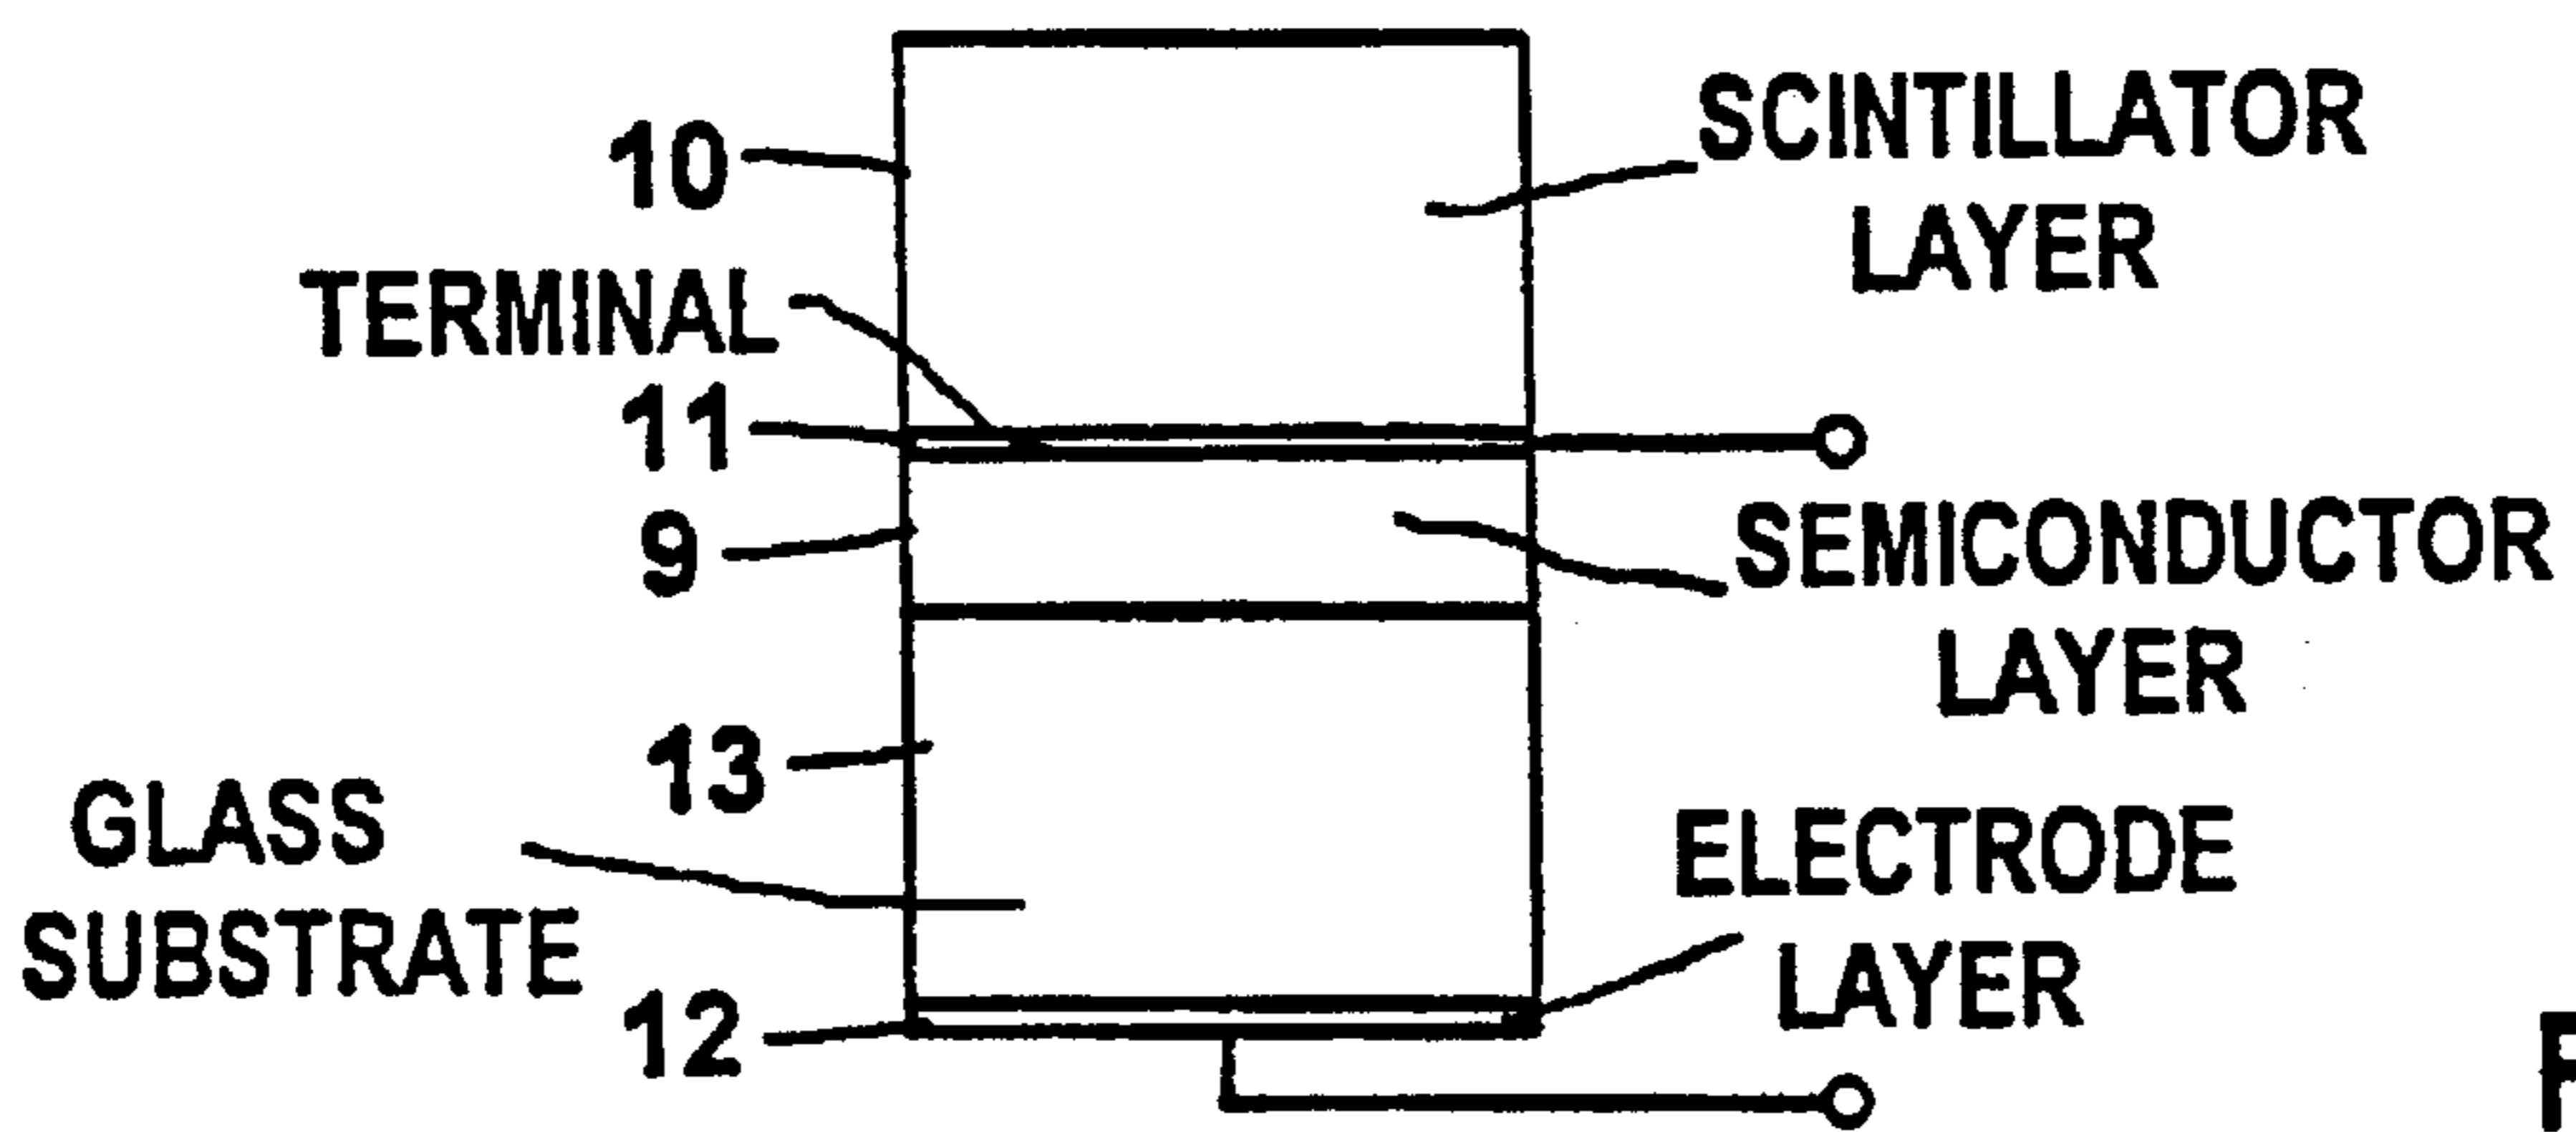 10
SCINTILLATOR
LAYER
TERMINAL
11
9
SEMICONDUCTOR
LAYER
13
GLASS
SUBSTRATE
ELECTRODE
LAYER
12